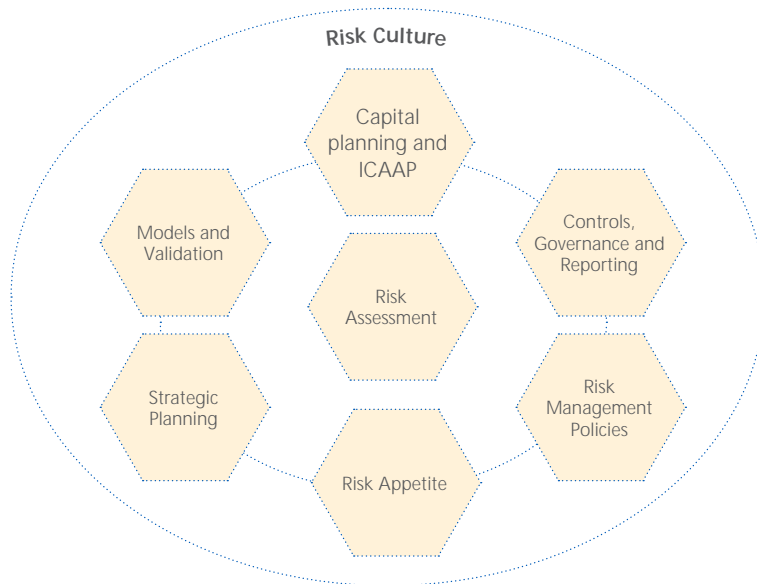 Risk Culture
Capital
planning and
ICAAP
Models and
Validation
Controls,
Governance and
Reporting
Risk
Assessment
Strategic
Planning
Risk
Management
Policies
Risk Appetite